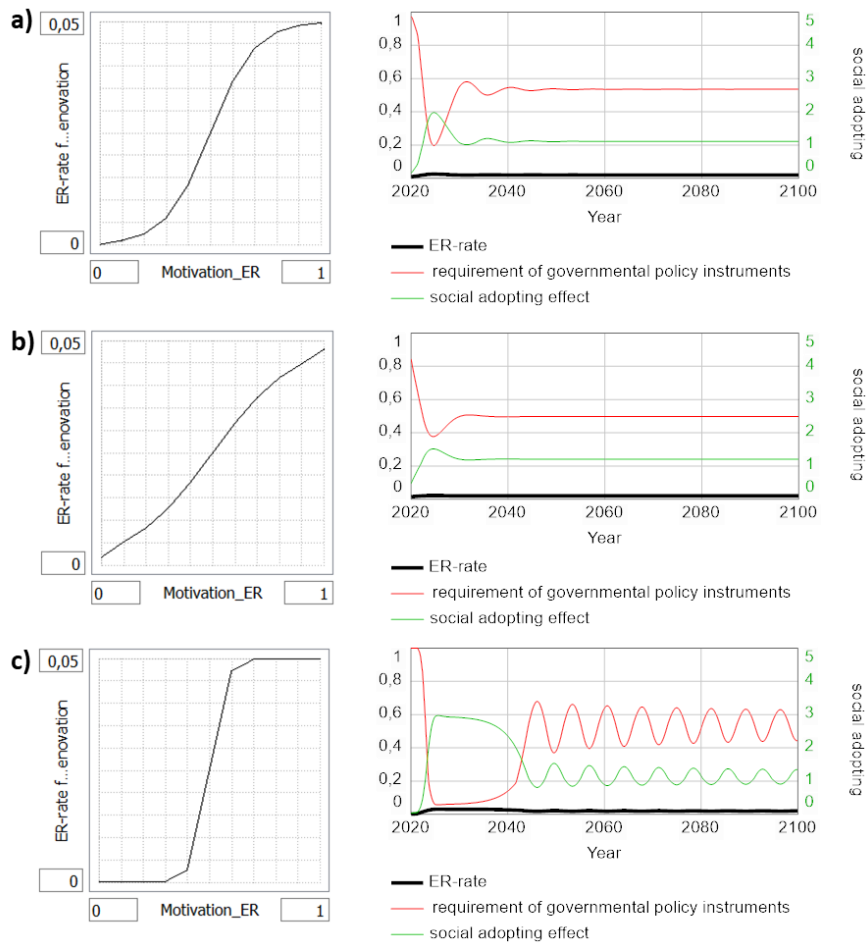 a)
0,05
ER-rate f...enovation
0
0
Motivation_ER
1
1
0,8
0,6
0,4
0,2
0
5
4
3
2
1
0
social adopting
2020
2040
2060
2080
2100
Year
ER-rate
requirement of governmental policy instruments
social adopting effect
b)
0,05
ER-rate f...enovation
0
0
Motivation_ER
1
1
0,8
0,6
0,4
0,2
0
5
4
3
2
1
0
social adopting
2020
2040
2060
2080
2100
Year
ER-rate
requirement of governmental policy instruments
social adopting effect
c)
0,05
ER-rate f...enovation
0
0
Motivation_ER
1
1
0,8
0,6
0,4
0,2
0
5
4
3
2
1
0
social adopting
2020
2040
2060
2080
2100
Year
ER-rate
requirement of governmental policy instruments
social adopting effect